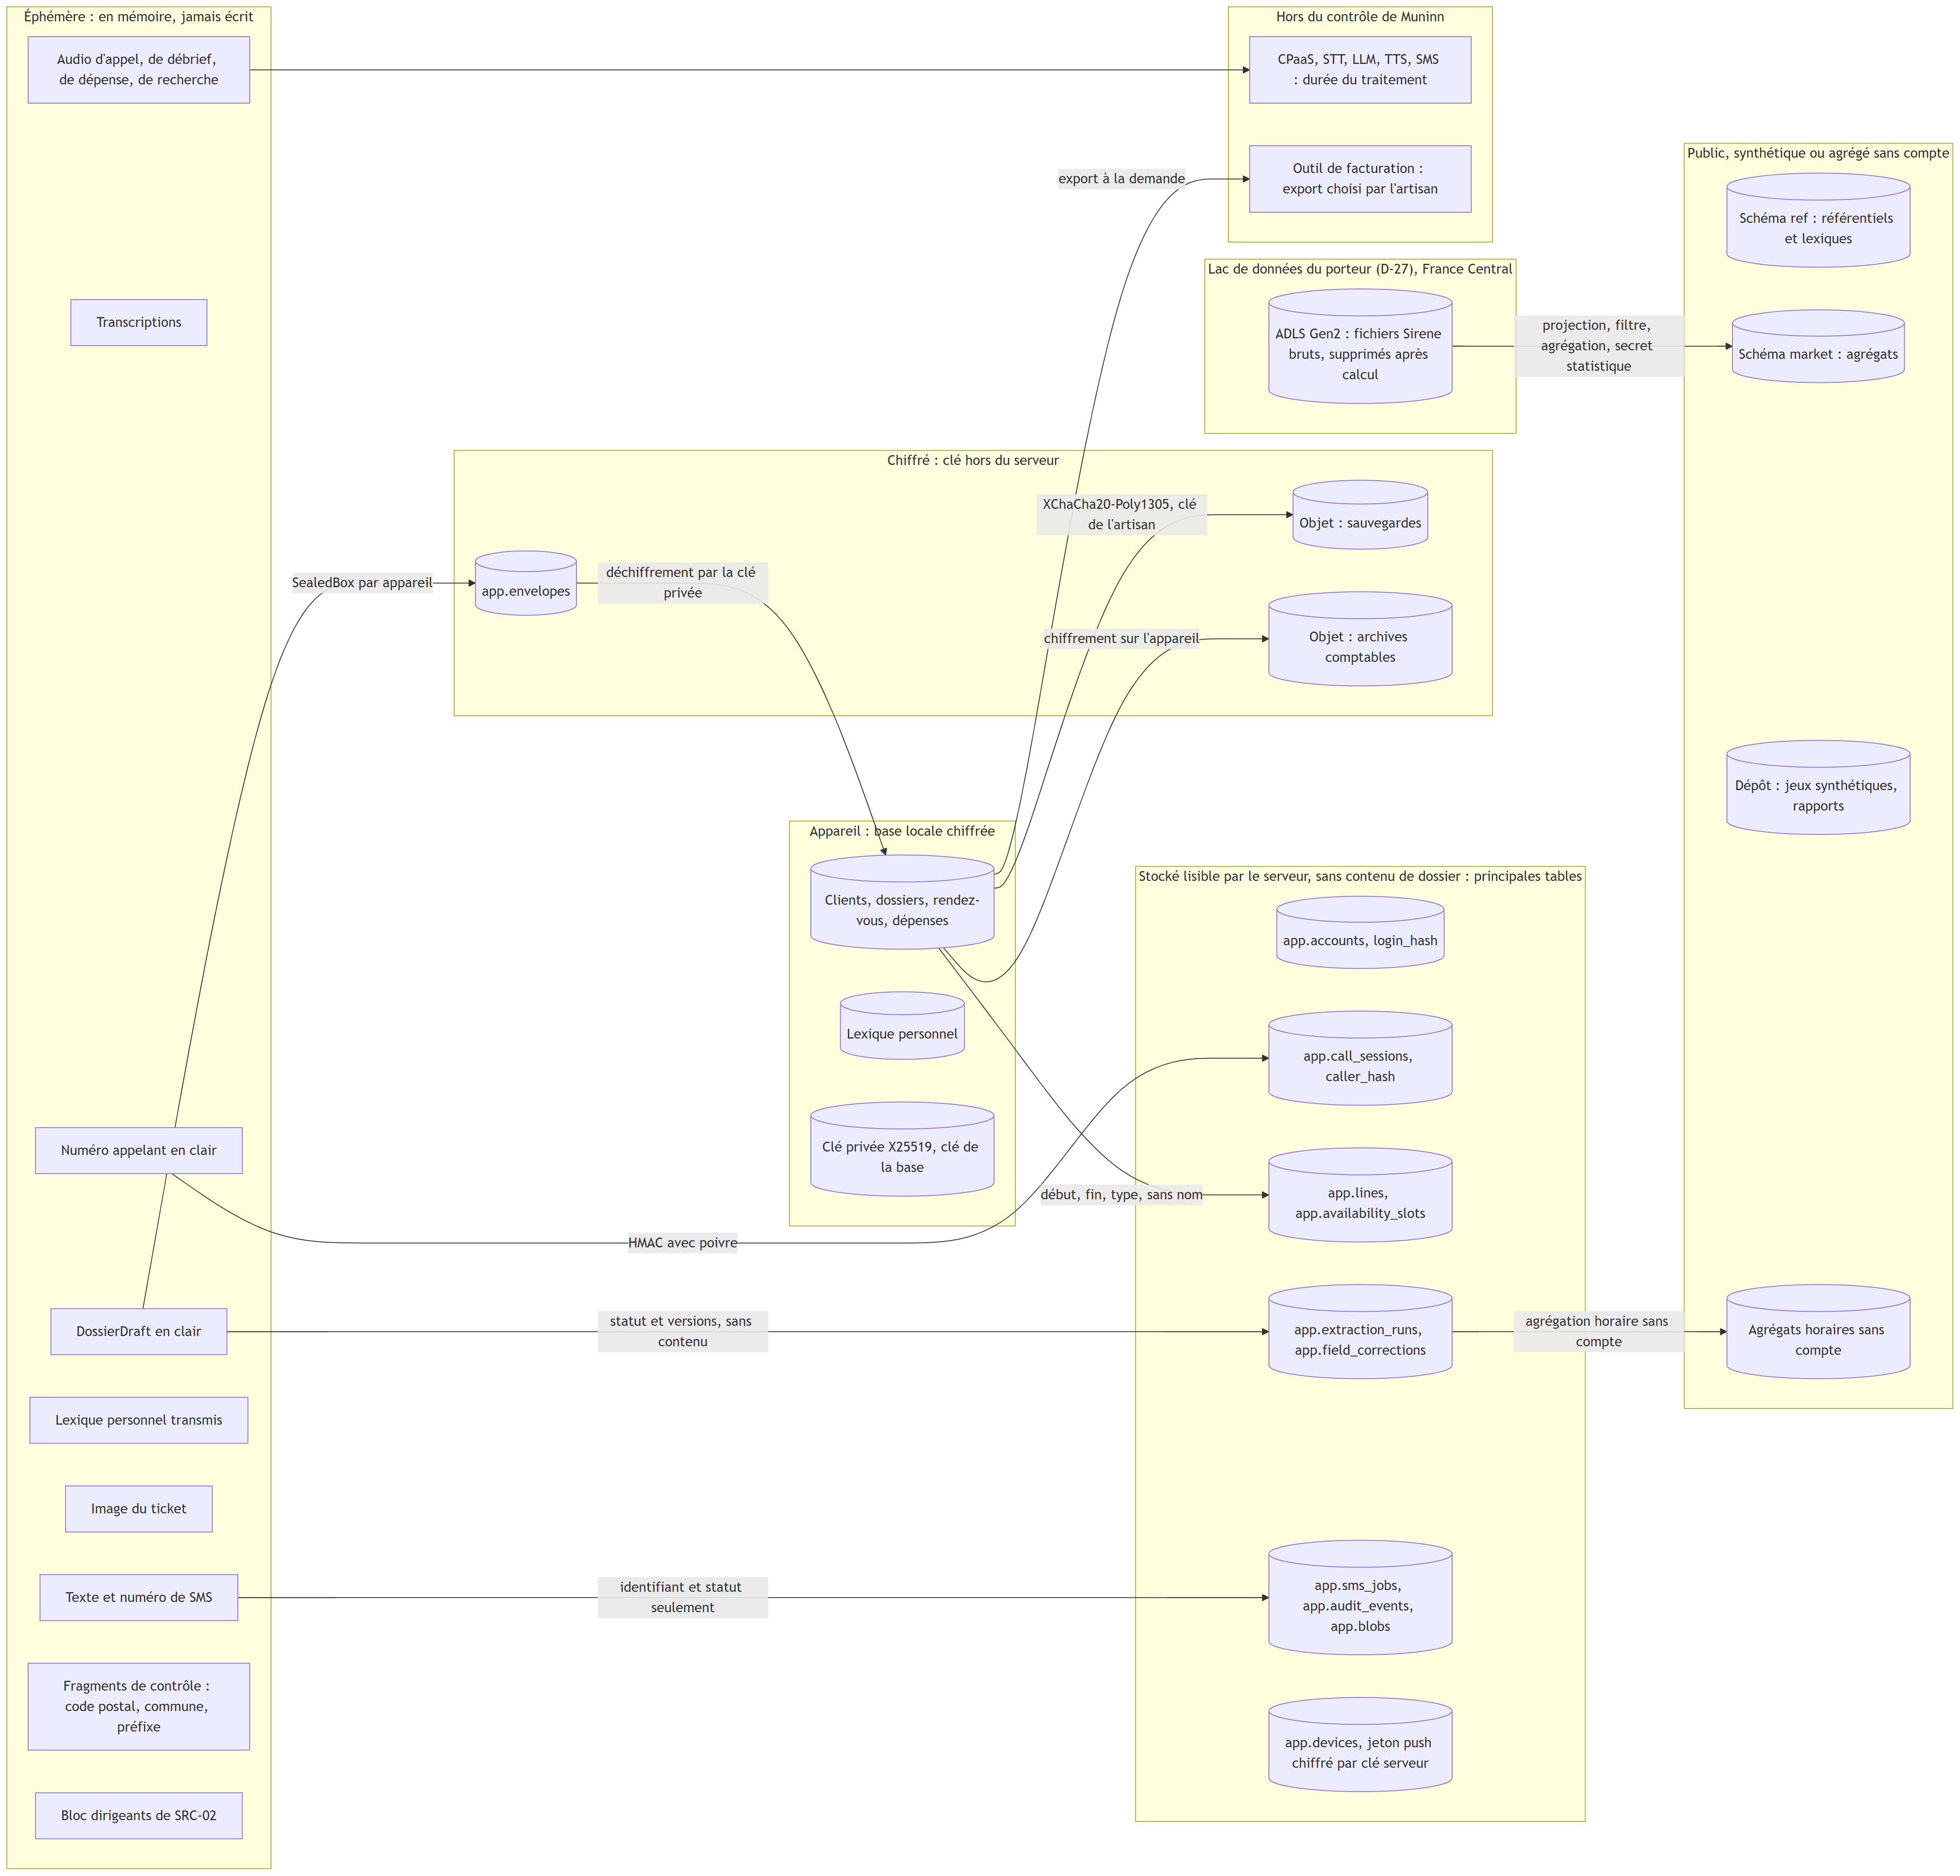 Éphémère : en mémoire, jamais écrit
Audio d'appel, de débrief,
de dépense, de recherche
Transcriptions
Numéro appelant en clair
DossierDraft en clair
Lexique personnel transmis
Image du ticket
Texte et numéro de SMS
Fragments de contrôle :
code postal, commune,
préfixe
Bloc dirigeants de SRC-02
Hors du contrôle de Muninn
CPaaS, STT, LLM, TTS, SMS
: durée du traitement
export à la demande
Outil de facturation :
export choisi par l'artisan
Lac de données du porteur (D-27), France Central
ADLS Gen2 : fichiers Sirene
bruts, supprimés après
calcul
projection, filtre,
agrégation, secret
statistique
Public, synthétique ou agrégé sans compte
Schéma ref : référentiels
et lexiques
Schéma market : agrégats
Dépôt : jeux synthétiques,
rapports
Agrégats horaires sans
compte
Chiffré : clé hors du serveur
SealedBox par appareil
app.envelopes
déchiffrement par la clé
privée
XChaCha20-Poly1305, clé
de l'artisan
Objet : sauvegardes
chiffrement sur l'appareil
Objet : archives
comptables
Appareil : base locale chiffrée
Clients, dossiers, rendez-
vous, dépenses
Lexique personnel
Clé privée X25519, clé de
la base
Stocké lisible par le serveur, sans contenu de dossier : principales tables
app.accounts, login_hash
app.call_sessions,
caller_hash
début, fin, type, sans nom
app.lines,
app.availability_slots
HMAC avec poivre
statut et versions, sans
contenu
app.extraction_runs,
app.field_corrections
agrégation horaire sans
compte
identifiant et statut
seulement
app.sms_jobs,
app.audit_events,
app.blobs
app.devices, jeton push
chiffré par clé serveur